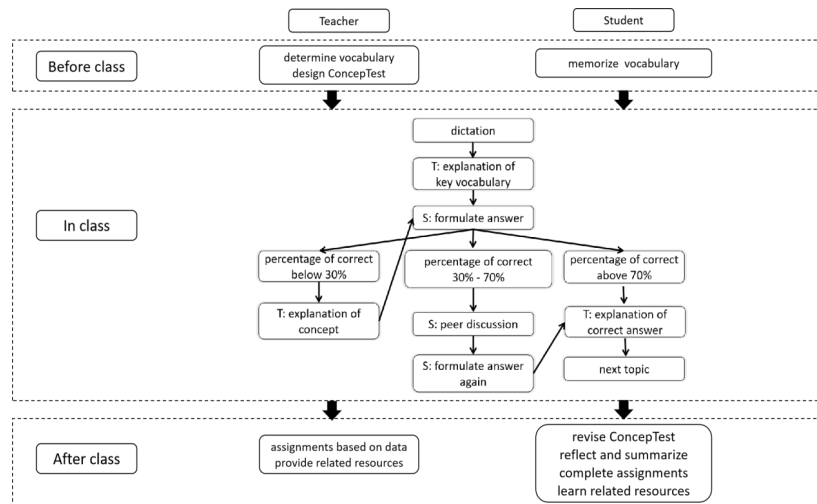 Teacher
Student
Before class
determine vocabulary
design ConcepTest
memorize vocabulary
In class
dictation
T: explanation of
key vocabulary
S: formulate answer
percentage of correct
below 30%
percentage of correct
30% - 70%
percentage of correct
above 70%
T: explanation of
concept
S: peer discussion
T: explanation of
correct answer
S: formulate answer
again
next topic
After class
assignments based on data
provide related resources
revise ConcepTest
reflect and summarize
complete assignments
learn related resources